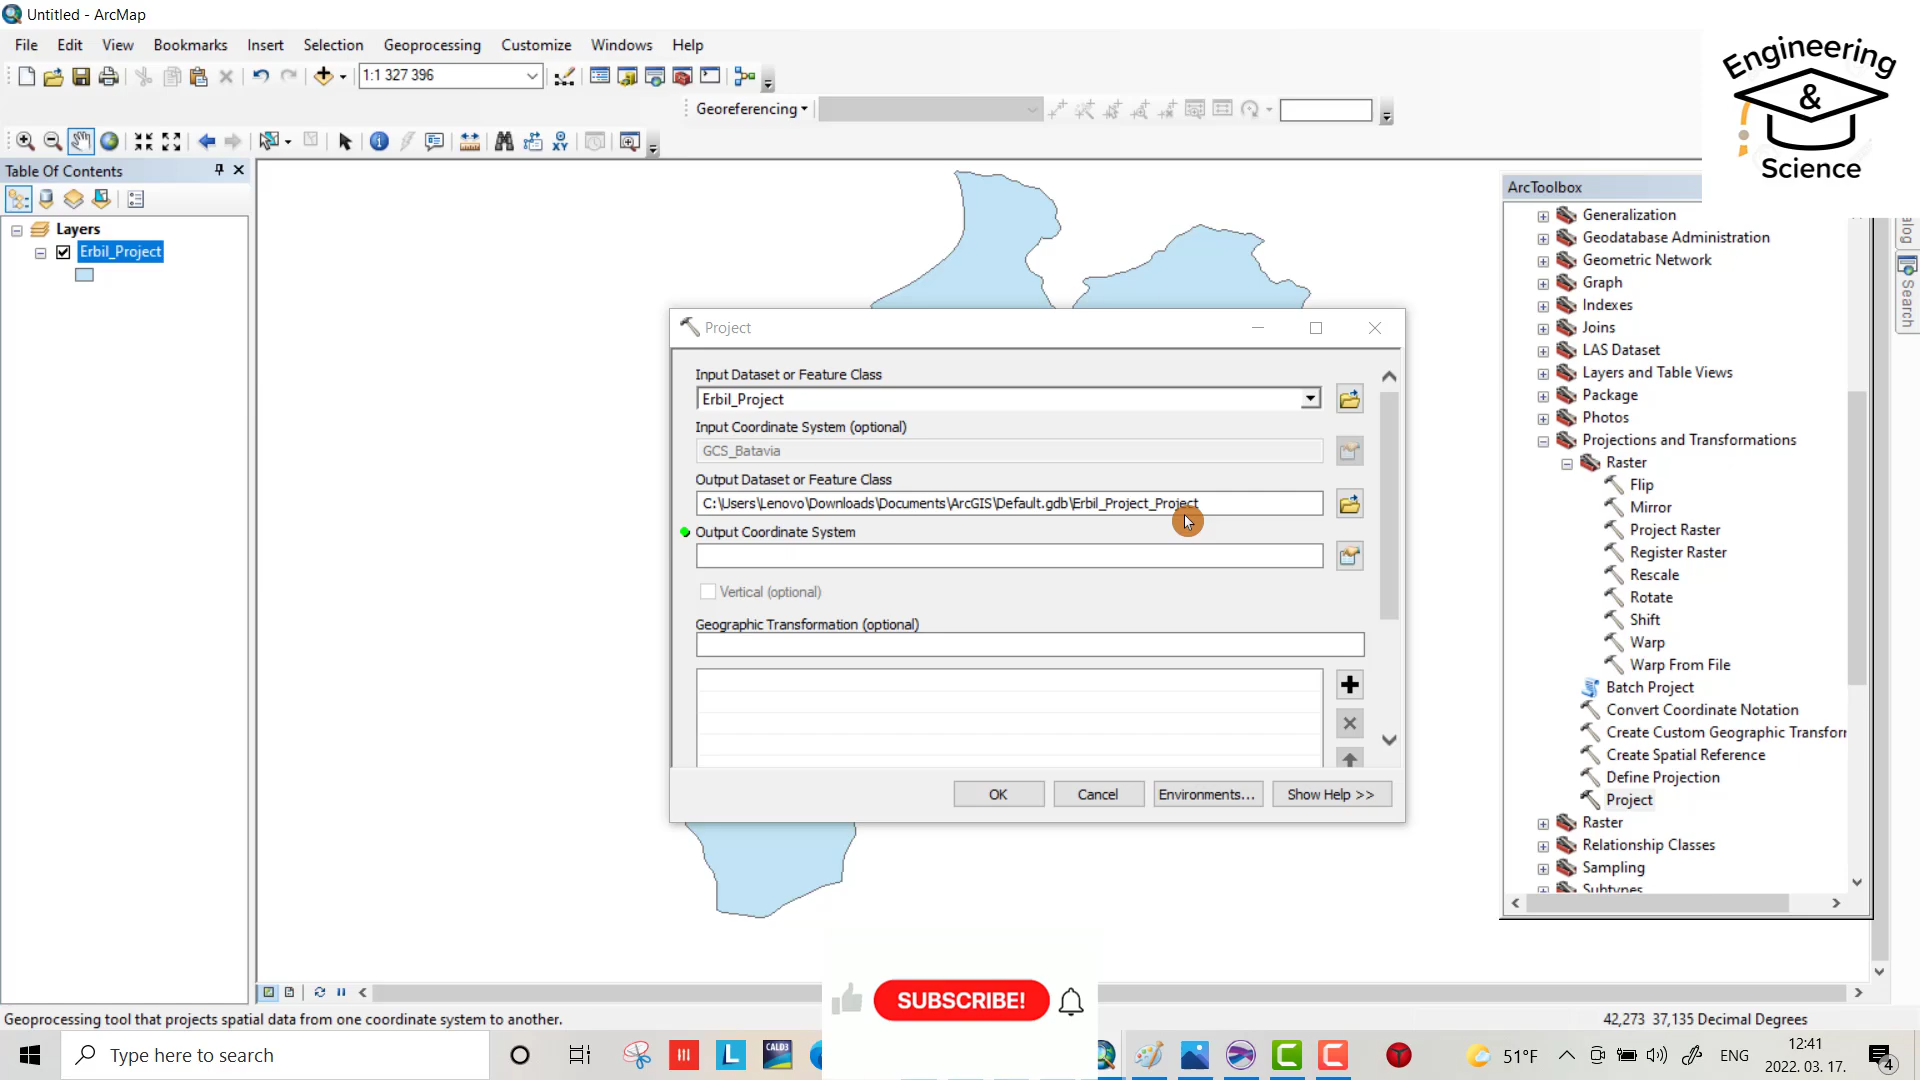 Untitled - ArcMap
File Edit View Bookmarks Insert Selection Geoprocessing Customize Windows Help
1:1 327 396
Georeferencing
Engineering
&
Science
Table Of Contents
Layers
Erbil_Project
ArcToolbox
Generalization
Geodatabase Administration
Geometric Network
Graph
Indexes
Joins
LAS Dataset
Layers and Table Views
Package
Photos
Projections and Transformations
Raster
Flip
Mirror
Project Raster
Register Raster
Rescale
Rotate
Shift
Warp
Warp From File
Batch Project
Convert Coordinate Notation
Create Custom Geographic Transfor
Create Spatial Reference
Define Projection
Project
Raster
Relationship Classes
Sampling
Subtypes
alog
Search
Project
Input Dataset or Feature Class
Erbil_Project
Input Coordinate System (optional)
GCS_Batavia
Output Dataset or Feature Class
C:\Users\Lenovo\Downloads\Documents\ArcGIS\Default.gdb\Erbil_Project_Project
Output Coordinate System
Vertical (optional)
Geographic Transformation (optional)
OK Cancel Environments... Show Help >>
SUBSCRIBE!
Geoprocessing tool that projects spatial data from one coordinate system to another.
42,273 37,135 Decimal Degrees
Type here to search
CALD3
51°F
ENG
12:41
2022. 03. 17.
4